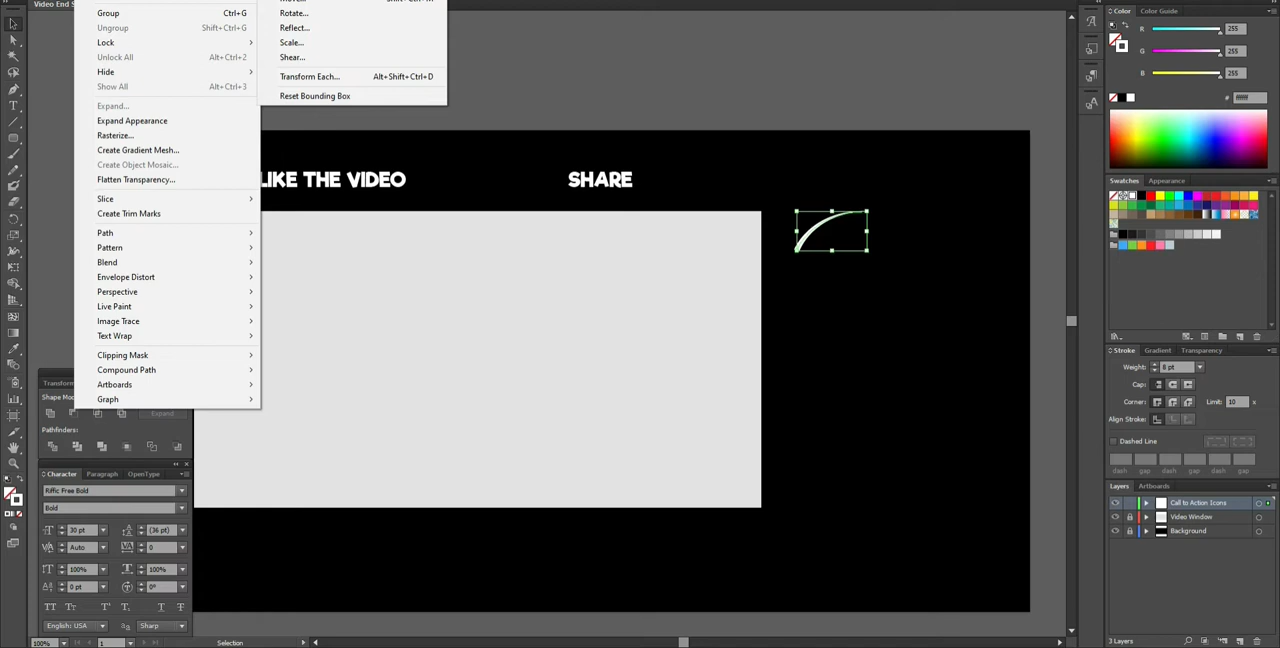 Video End S
Group Ctrl+G
Ungroup Shift+Ctrl+G
Lock
Unlock All Alt+Ctrl+2
Hide
Show All Alt+Ctrl+3
Expand...
Expand Appearance
Rasterize...
Create Gradient Mesh...
Create Object Mosaic...
Flatten Transparency...
Slice
Create Trim Marks
Path
Pattern
Blend
Envelope Distort
Perspective
Live Paint
Image Trace
Text Wrap
Clipping Mask
Compound Path
Artboards
Graph
Move... Shift+Ctrl+M
Rotate...
Reflect...
Scale...
Shear...
Transform Each... Alt+Shift+Ctrl+D
Reset Bounding Box
LIKE THE VIDEO
SHARE
Transform
Shape Mo
Expand
Pathfinders:
Character Paragraph OpenType
Riffic Free Bold
Bold
30 pt (36 pt)
Auto 0
100% 100%
0 pt 0°
English: USA Sharp
100% 1 Selection
Color Color Guide
R 255
G 255
B 255
# ffffff
Swatches Appearance
Stroke Gradient Transparency
Weight: 8 pt
Cap:
Corner: Limit: 10 x
Align Stroke:
Dashed Line
dash gap dash gap dash gap
Layers Artboards
Call to Action Icons
Video Window
Background
3 Layers